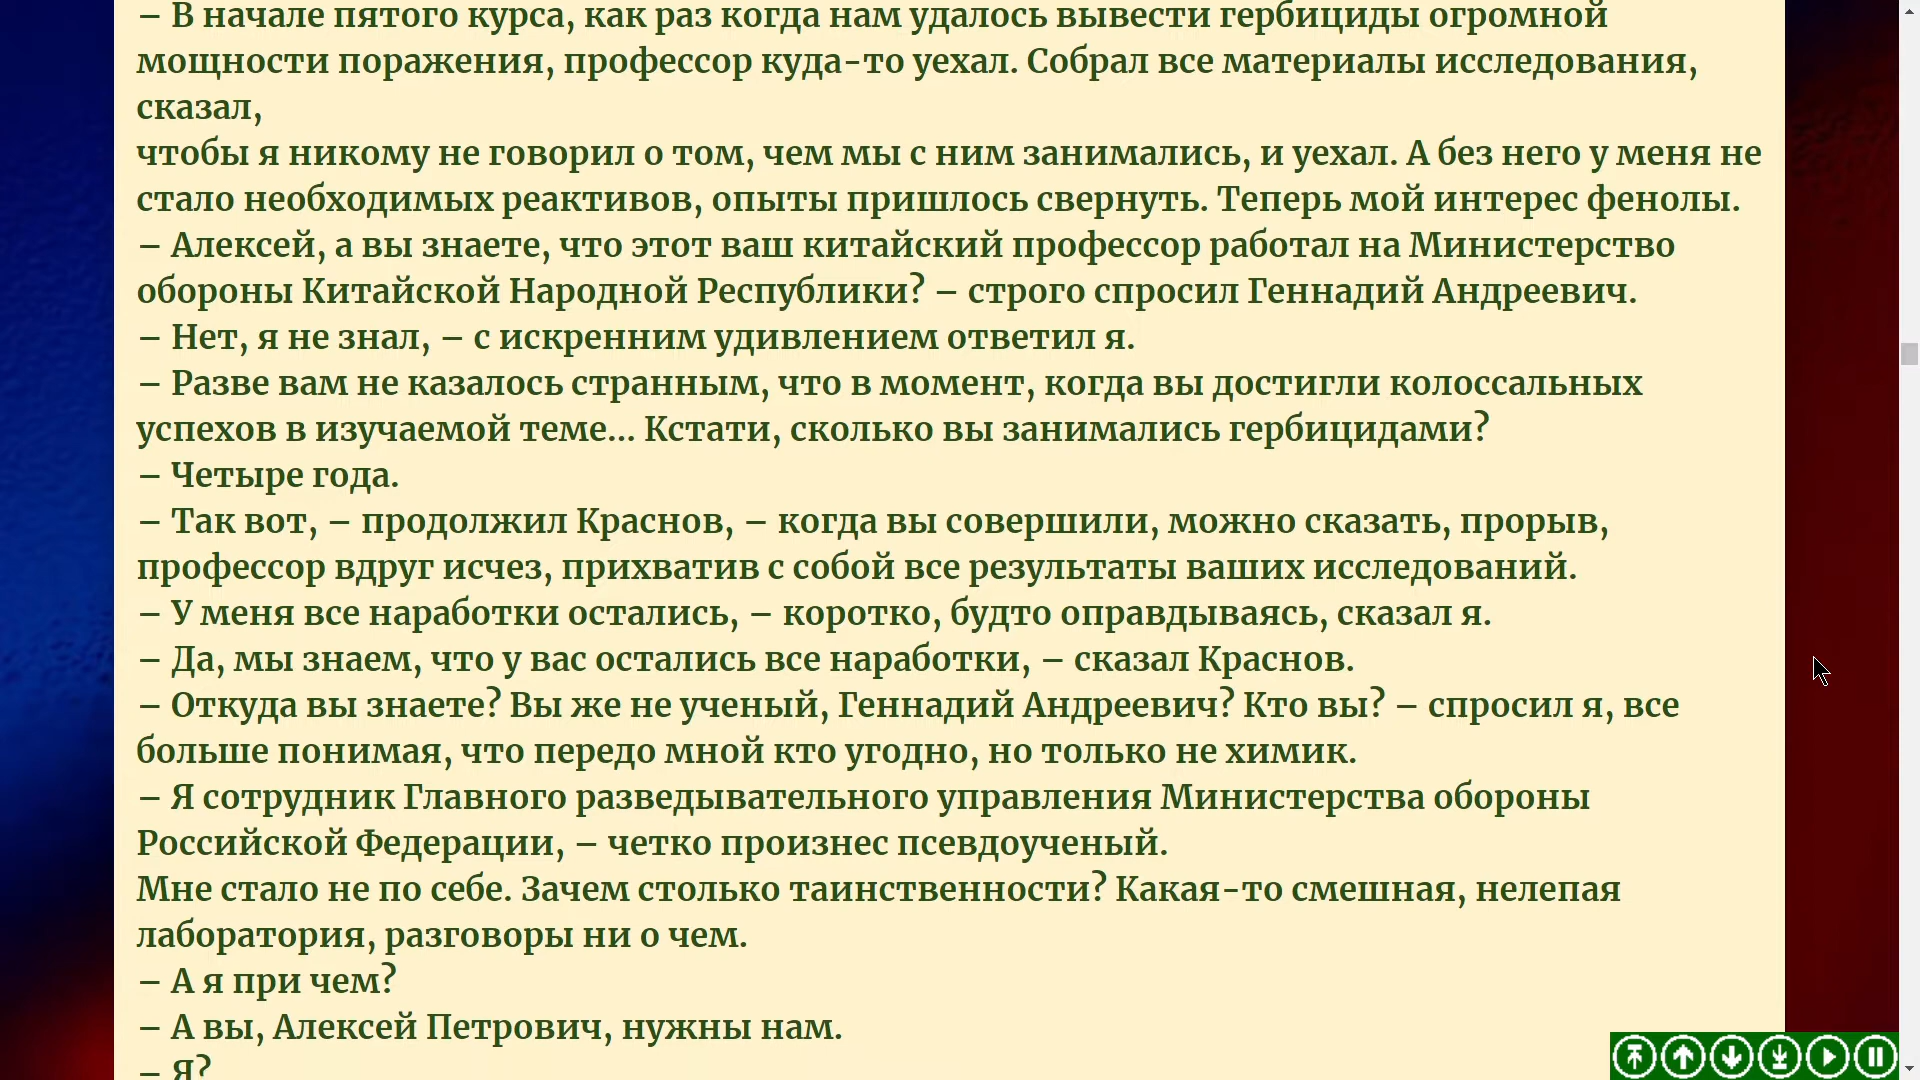 – В начале пятого курса, как раз когда нам удалось вывести гербициды огромной
мощности поражения, профессор куда-то уехал. Собрал все материалы исследования,
сказал,
чтобы я никому не говорил о том, чем мы с ним занимались, и уехал. А без него у меня не
стало необходимых реактивов, опыты пришлось свернуть. Теперь мой интерес фенолы.
– Алексей, а вы знаете, что этот ваш китайский профессор работал на Министерство
обороны Китайской Народной Республики? – строго спросил Геннадий Андреевич.
– Нет, я не знал, – с искренним удивлением ответил я.
– Разве вам не казалось странным, что в момент, когда вы достигли колоссальных
успехов в изучаемой теме... Кстати, сколько вы занимались гербицидами?
– Четыре года.
– Так вот, – продолжил Краснов, – когда вы совершили, можно сказать, прорыв,
профессор вдруг исчез, прихватив с собой все результаты ваших исследований.
– У меня все наработки остались, – коротко, будто оправдываясь, сказал я.
– Да, мы знаем, что у вас остались все наработки, – сказал Краснов.
– Откуда вы знаете? Вы же не ученый, Геннадий Андреевич? Кто вы? – спросил я, все
больше понимая, что передо мной кто угодно, но только не химик.
– Я сотрудник Главного разведывательного управления Министерства обороны
Российской Федерации, – четко произнес псевдоученый.
Мне стало не по себе. Зачем столько таинственности? Какая-то смешная, нелепая
лаборатория, разговоры ни о чем.
– А я при чем?
– А вы, Алексей Петрович, нужны нам.
– Я?